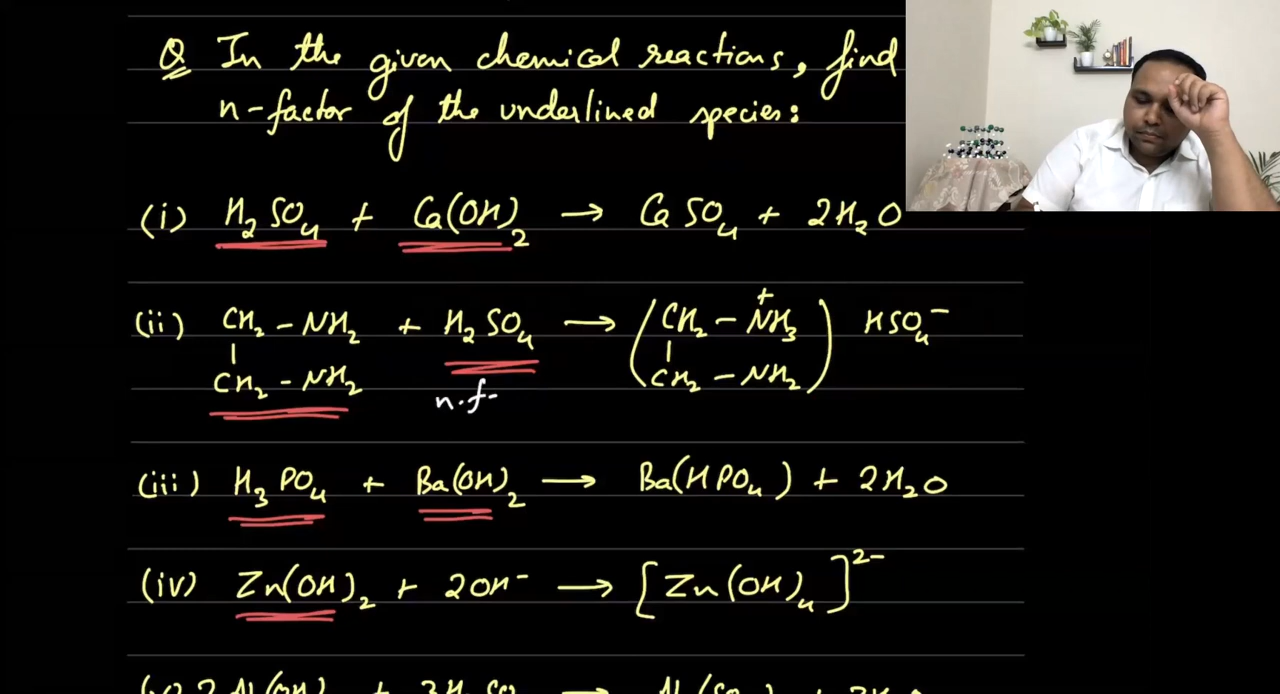 Q In the given chemical reactions, find
n-factor of the underlined species:
(i) H₂SO₄ + Ca(OH)₂ → CaSO₄ + 2H₂O
(ii) CH₂ - NH₂ + H₂SO₄ → (CH₂ - N⁺H₃) HSO₄⁻
CH₂ - NH₂ CH₂ - NH₂
n.f-
(iii) H₃PO₄ + Ba(OH)₂ → Ba(HPO₄) + 2H₂O
(iv) Zn(OH)₂ + 2OH⁻ → [Zn(OH)₄]²⁻